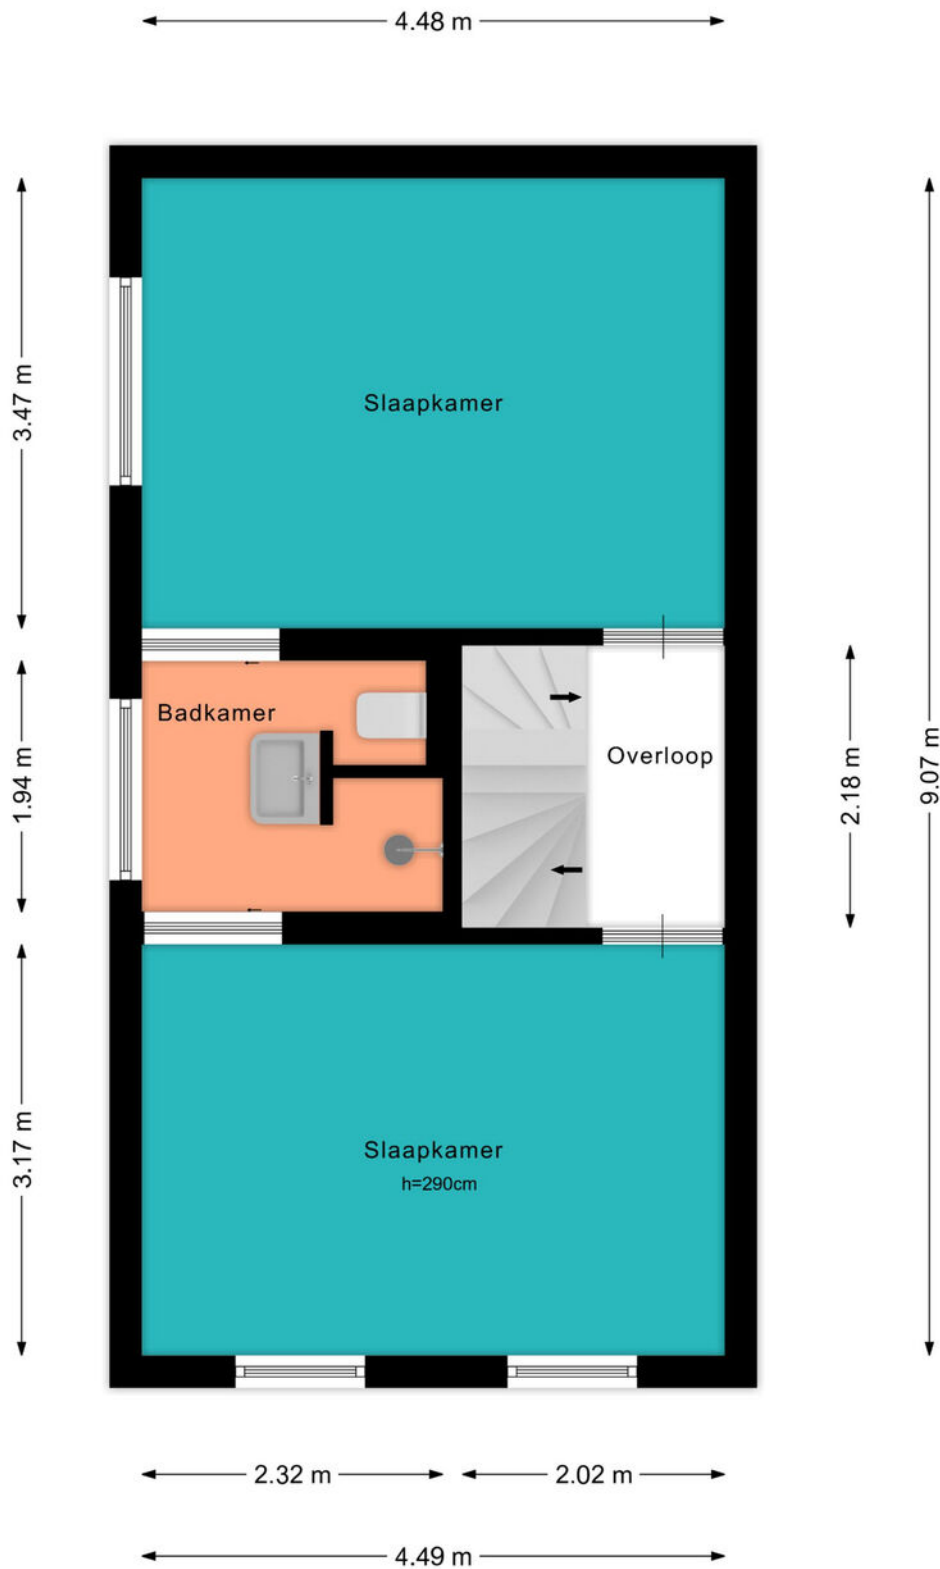 4.48 m
3.47 m
Slaapkamer
Badkamer
Overloop
1.94 m
2.18 m
9.07 m
3.17 m
Slaapkamer
h=290cm
2.32 m
2.02 m
4.49 m